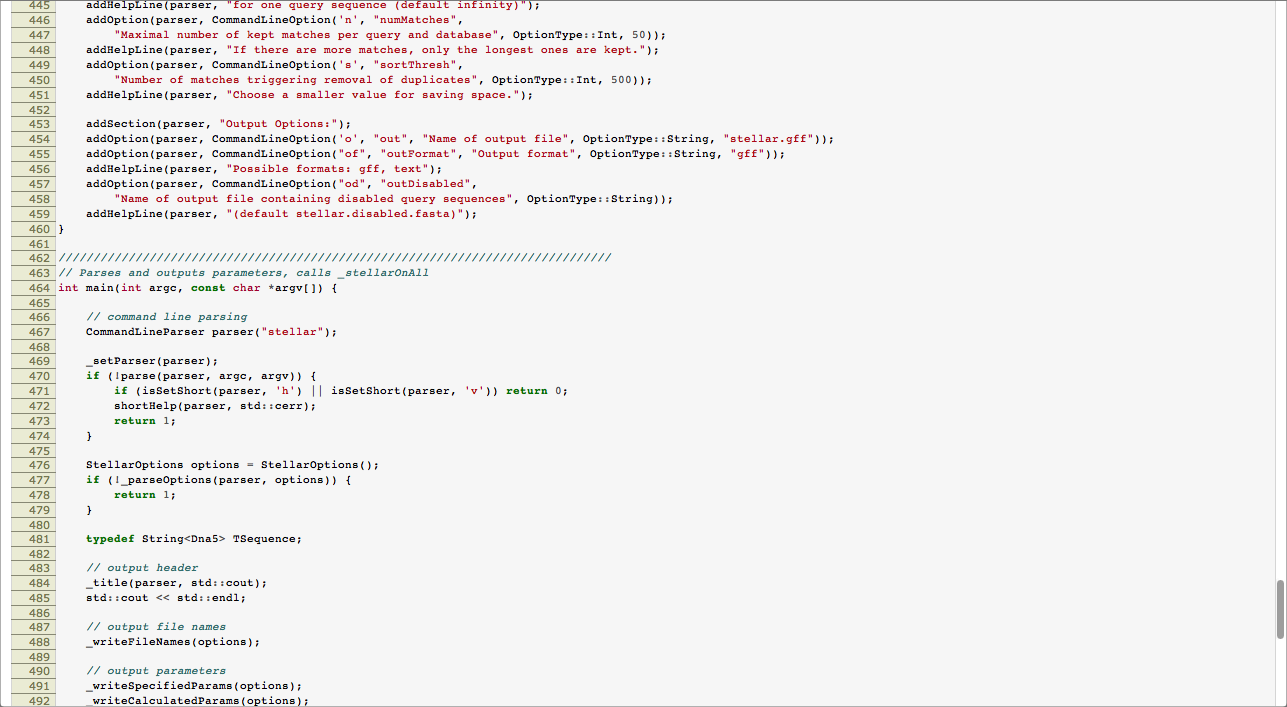 445 addHelpLine(parser, "for one query sequence (default infinity)");
446 addOption(parser, CommandLineOption('n', "numMatches",
447 "Maximal number of kept matches per query and database", OptionType::Int, 50));
448 addHelpLine(parser, "If there are more matches, only the longest ones are kept.");
449 addOption(parser, CommandLineOption('s', "sortThresh",
450 "Number of matches triggering removal of duplicates", OptionType::Int, 500));
451 addHelpLine(parser, "Choose a smaller value for saving space.");
452
453 addSection(parser, "Output Options:");
454 addOption(parser, CommandLineOption('o', "out", "Name of output file", OptionType::String, "stellar.gff"));
455 addOption(parser, CommandLineOption("of", "outFormat", "Output format", OptionType::String, "gff"));
456 addHelpLine(parser, "Possible formats: gff, text");
457 addOption(parser, CommandLineOption("od", "outDisabled",
458 "Name of output file containing disabled query sequences", OptionType::String));
459 addHelpLine(parser, "(default stellar.disabled.fasta)");
460 }
461
462 ///////////////////////////////////////////////////////////////////////////////
463 // Parses and outputs parameters, calls _stellarOnAll
464 int main(int argc, const char *argv[]) {
465
466 // command line parsing
467 CommandLineParser parser("stellar");
468
469 _setParser(parser);
470 if (!parse(parser, argc, argv)) {
471 if (isSetShort(parser, 'h') || isSetShort(parser, 'v')) return 0;
472 shortHelp(parser, std::cerr);
473 return 1;
474 }
475
476 StellarOptions options = StellarOptions();
477 if (!_parseOptions(parser, options)) {
478 return 1;
479 }
480
481 typedef String<Dna5> TSequence;
482
483 // output header
484 _title(parser, std::cout);
485 std::cout << std::endl;
486
487 // output file names
488 _writeFileNames(options);
489
490 // output parameters
491 _writeSpecifiedParams(options);
492 _writeCalculatedParams(options);